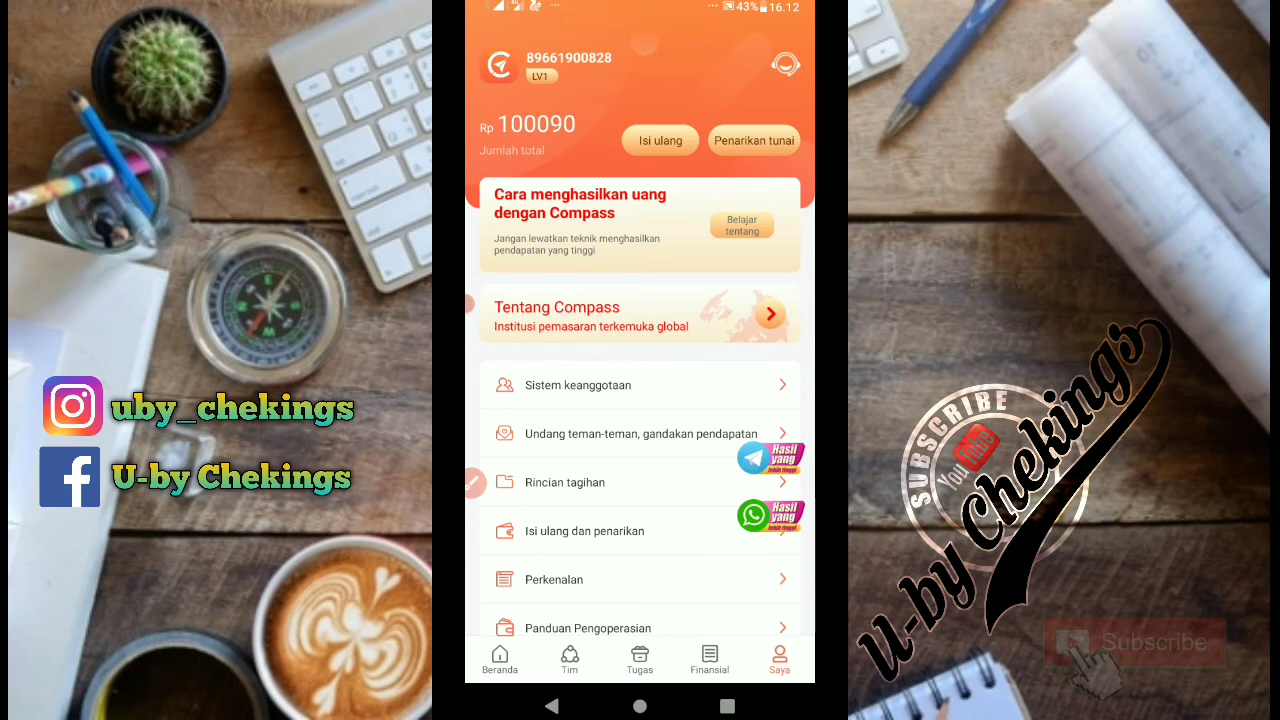 43% 16.12
89661900828
LV1
Rp 100090
Jumlah total
Isi ulang
Penarikan tunai
Cara menghasilkan uang
dengan Compass
Jangan lewatkan teknik menghasilkan
pendapatan yang tinggi
Belajar
tentang
Tentang Compass
Institusi pemasaran terkemuka global
Sistem keanggotaan
Undang teman-teman, gandakan pendapatan
Hasil
yang
lebih tinggi
Rincian tagihan
Hasil
yang
lebih tinggi
Isi ulang dan penarikan
Perkenalan
Panduan Pengoperasian
Beranda
Tim
Tugas
Finansial
Saya
uby_chekings
U-by Chekings
SUBSCRIBE
YouTube
U-by Chekings
Subscribe